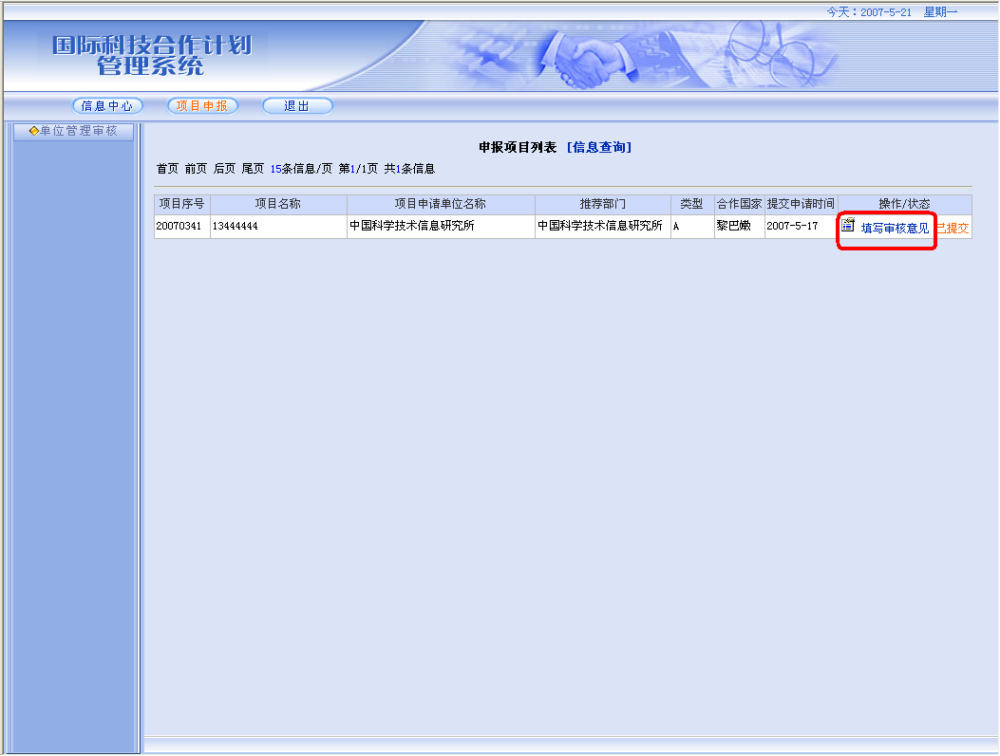 今天：2007-5-21 星期一
国际科技合作计划
管理系统
信息中心 项目申报 退出
单位管理审核
申报项目列表 [信息查询]
首页 前页 后页 尾页 15条信息/页 第1/1页 共1条信息
项目序号 项目名称 项目申请单位名称 推荐部门 类型 合作国家 提交申请时间 操作/状态
20070341 13444444 中国科学技术信息研究所 中国科学技术信息研究所 A 黎巴嫩 2007-5-17 填写审核意见 已提交